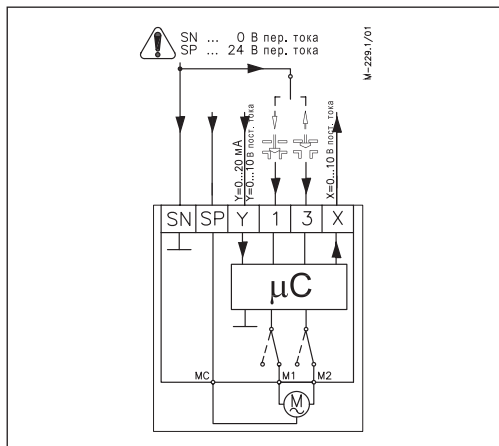 SN ... 0 В пер. тока
SP ... 24 В пер. тока
M-229.1/01
Y=0...20 мА
Y=0...10 В пост. тока
X=0...10 В пост. тока
SN SP Y 1 3 X
µC
MC M1 M2
M